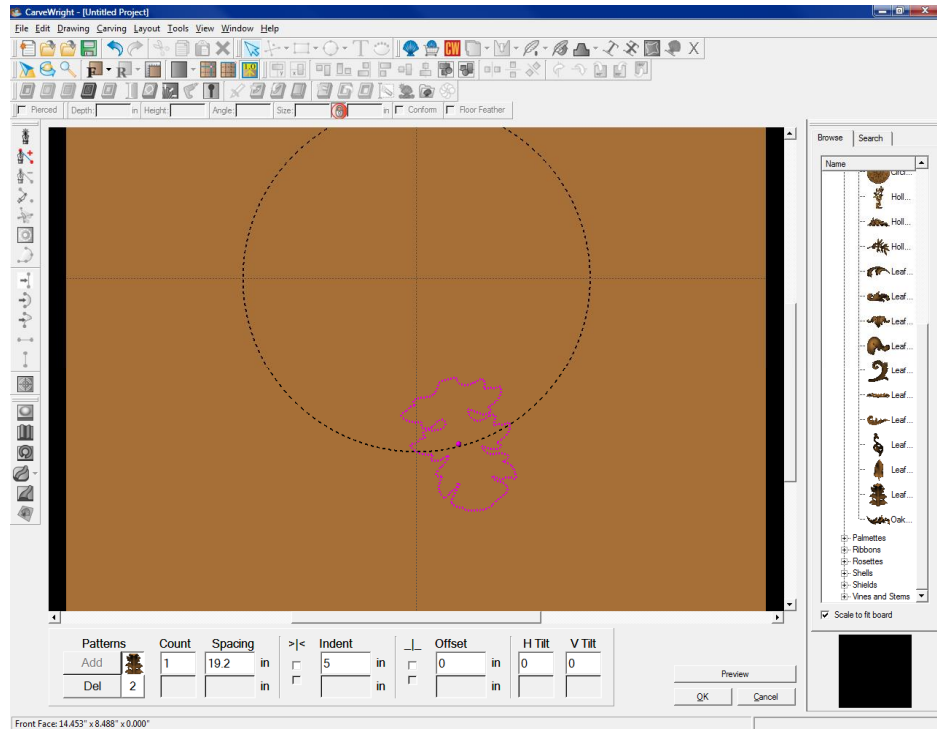 CarveWright - [Untitled Project]
File Edit Drawing Carving Layout Tools View Window Help
CW X
F R
Pierced Depth: in Height: Angle: Size: in Conform Floor Feather
Browse Search
Name
Circ...
Holl...
Holl...
Holl...
Leaf...
Leaf...
Leaf...
Leaf...
Leaf...
Leaf...
Leaf...
Leaf...
Leaf...
Leaf...
Oak...
Palmettes
Ribbons
Rosettes
Shells
Shields
Vines and Stems
Scale to fit board
Patterns Count Spacing >|< Indent _|_ Offset H Tilt V Tilt
Add 1 19.2 in 5 in 0 in 0 0
Del 2 in in in
Preview
OK Cancel
Front Face: 14.453" x 8.488" x 0.000"